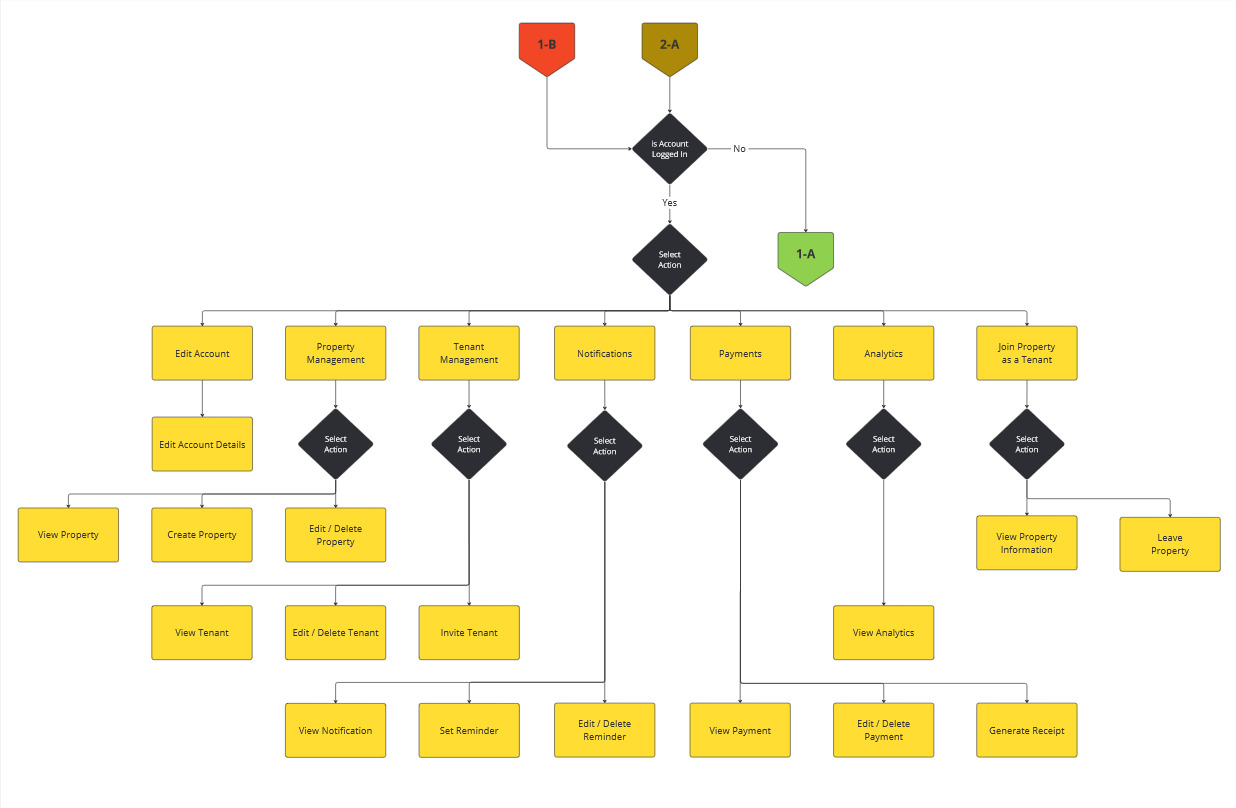 1-B
2-A
Is Account
Logged In
No
Yes
1-A
Select
Action
Edit Account
Property
Management
Tenant
Management
Notifications
Payments
Analytics
Join Property
as a Tenant
Edit Account Details
Select
Action
Select
Action
Select
Action
Select
Action
Select
Action
Select
Action
View Property
Create Property
Edit / Delete
Property
View Property
Information
Leave
Property
View Tenant
Edit / Delete Tenant
Invite Tenant
View Analytics
View Notification
Set Reminder
Edit / Delete
Reminder
View Payment
Edit / Delete
Payment
Generate Receipt